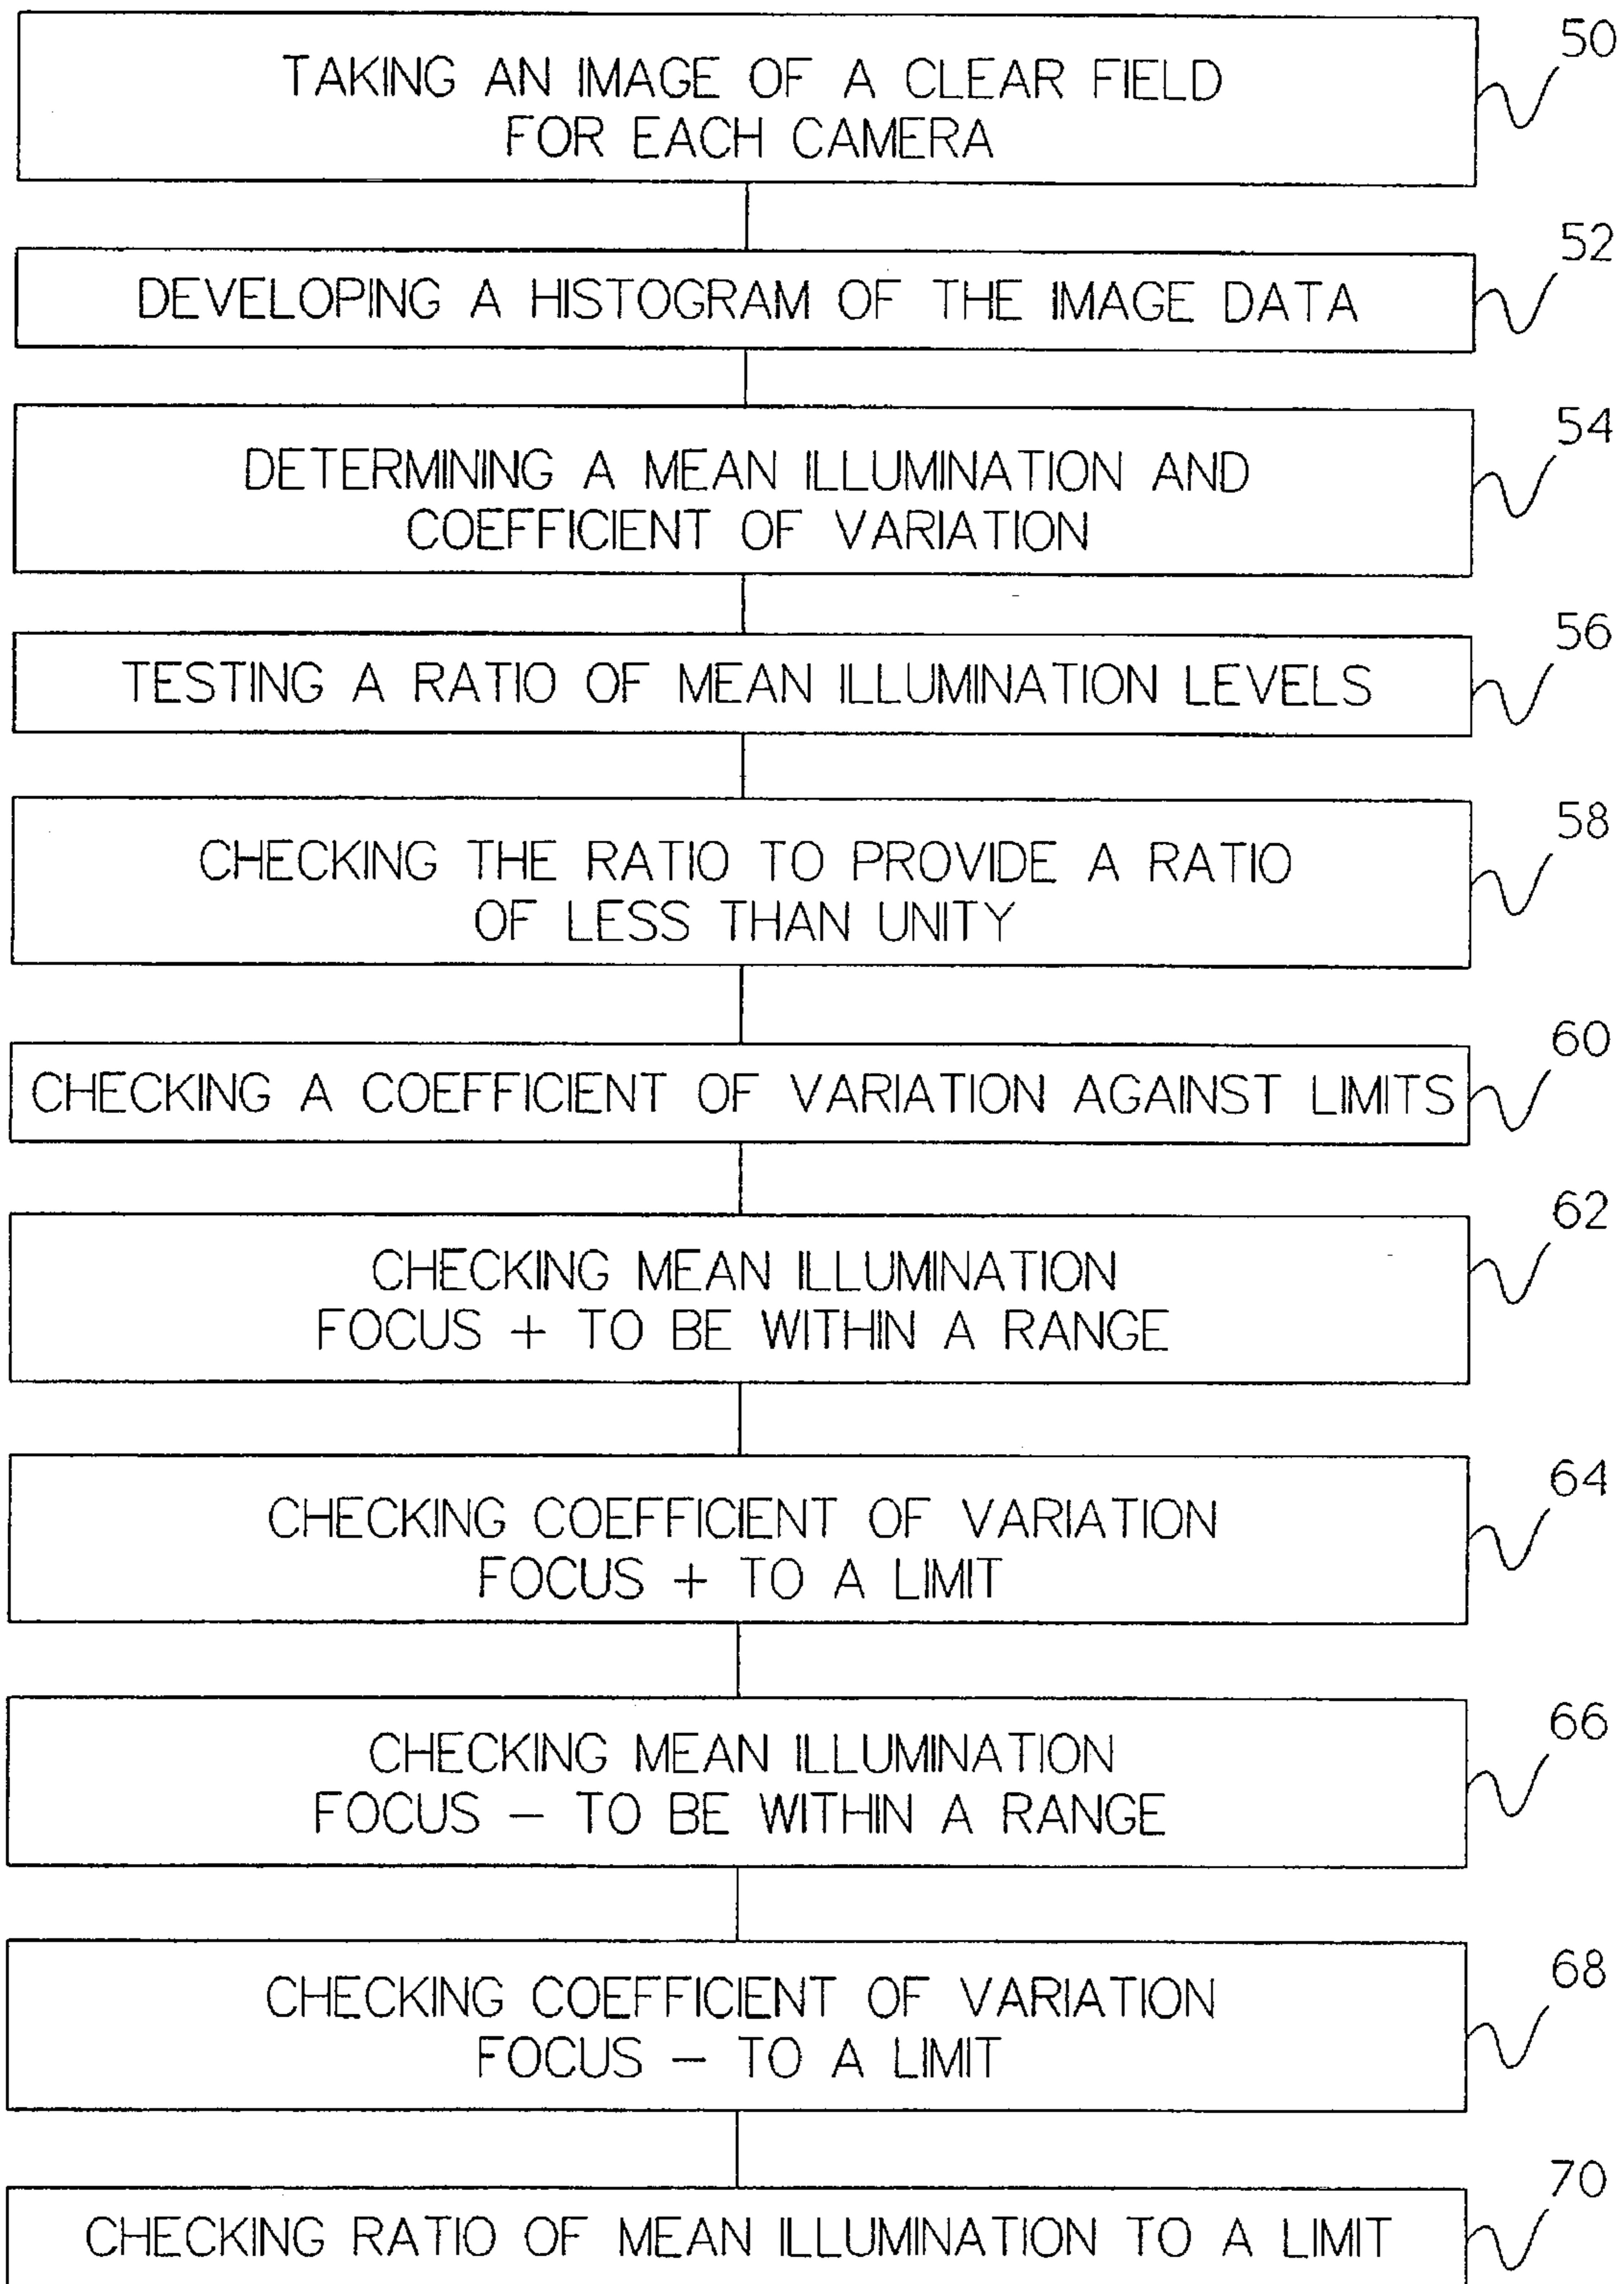 50
TAKING AN IMAGE OF A CLEAR FIELD
FOR EACH CAMERA
52
DEVELOPING A HISTOGRAM OF THE IMAGE DATA
54
DETERMINING A MEAN ILLUMINATION AND
COEFFICIENT OF VARIATION
56
TESTING A RATIO OF MEAN ILLUMINATION LEVELS
58
CHECKING THE RATIO TO PROVIDE A RATIO
OF LESS THAN UNITY
60
CHECKING A COEFFICIENT OF VARIATION AGAINST LIMITS
62
CHECKING MEAN ILLUMINATION
FOCUS + TO BE WITHIN A RANGE
64
CHECKING COEFFICIENT OF VARIATION
FOCUS + TO A LIMIT
66
CHECKING MEAN ILLUMINATION
FOCUS − TO BE WITHIN A RANGE
68
CHECKING COEFFICIENT OF VARIATION
FOCUS − TO A LIMIT
70
CHECKING RATIO OF MEAN ILLUMINATION TO A LIMIT